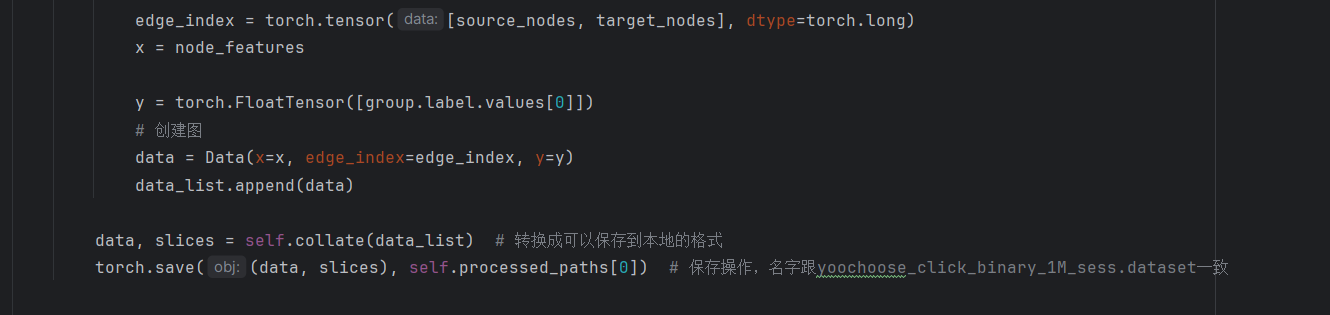 edge_index = torch.tensor( data: [source_nodes, target_nodes], dtype=torch.long)
x = node_features
y = torch.FloatTensor([group.label.values[0]])
# 创建图
data = Data(x=x, edge_index=edge_index, y=y)
data_list.append(data)
data, slices = self.collate(data_list)  # 转换成可以保存到本地的格式
torch.save( obj: (data, slices), self.processed_paths[0])  # 保存操作，名字跟yoochoose_click_binary_1M_sess.dataset一致